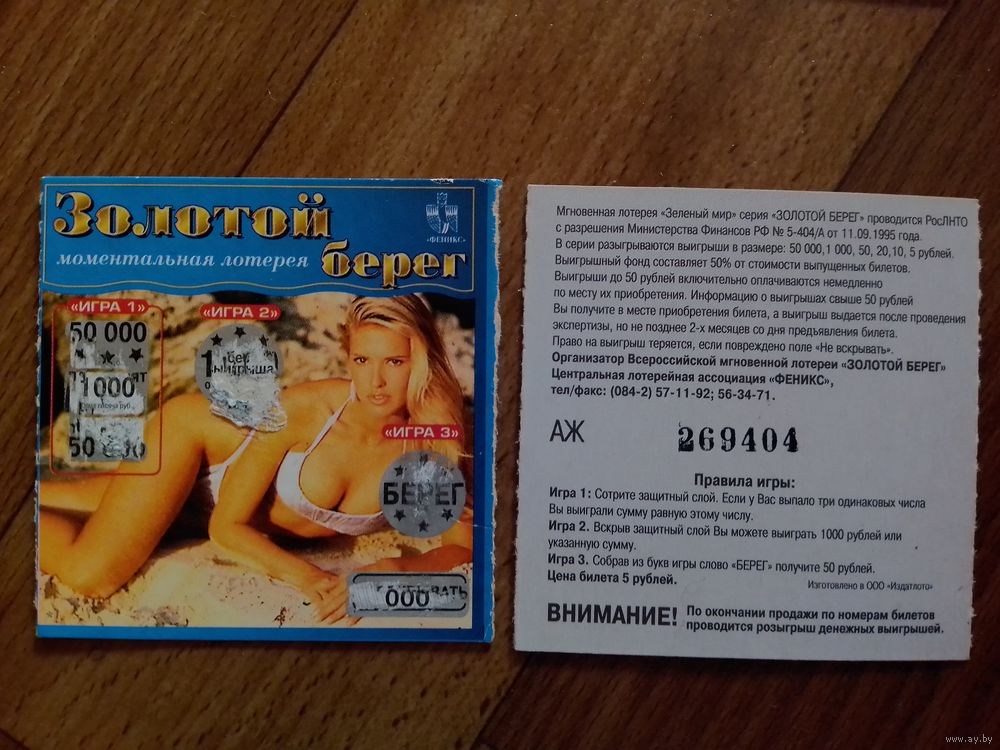 Золотой
берег
моментальная лотерея
«ФЕНИКС»
«ИГРА 1»
50 000
1 000
50 000
«ИГРА 2»
без
выигрыша
«ИГРА 3»
БЕРЕГ
000
Мгновенная лотерея «Зеленый мир» серия «ЗОЛОТОЙ БЕРЕГ» проводится РосЛНТО
с разрешения Министерства Финансов РФ № 5-404/А от 11.09.1995 года.
В серии разыгрываются выигрыши в размере: 50 000,1 000, 50, 20,10, 5 рублей.
Выигрышный фонд составляет 50% от стоимости выпущенных билетов.
Выигрыши до 50 рублей включительно оплачиваются немедленно
по месту их приобретения. Информацию о выигрышах свыше 50 рублей
Вы получите в месте приобретения билета, а выигрыш выдается после проведения
экспертизы, но не позднее 2-х месяцев со дня предъявления билета.
Право на выигрыш теряется, если повреждено поле «Не вскрывать».
Организатор Всероссийской мгновенной лотереи «ЗОЛОТОЙ БЕРЕГ»
Центральная лотерейная ассоциация «ФЕНИКС»,
тел/факс: (084-2) 57-11-92; 56-34-71.
АЖ 269404
Правила игры:
Игра 1: Сотрите защитный слой. Если у Вас выпало три одинаковых числа
Вы выиграли сумму равную этому числу.
Игра 2. Вскрыв защитный слой Вы можете выиграть 1000 рублей или
указанную сумму.
Игра 3. Собрав из букв игры слово «БЕРЕГ» получите 50 рублей.
Цена билета 5 рублей.
Изготовлено в ООО «Издатлото»
ВНИМАНИЕ! По окончании продажи по номерам билетов
проводится розыгрыш денежных выигрышей.
www.ay.by